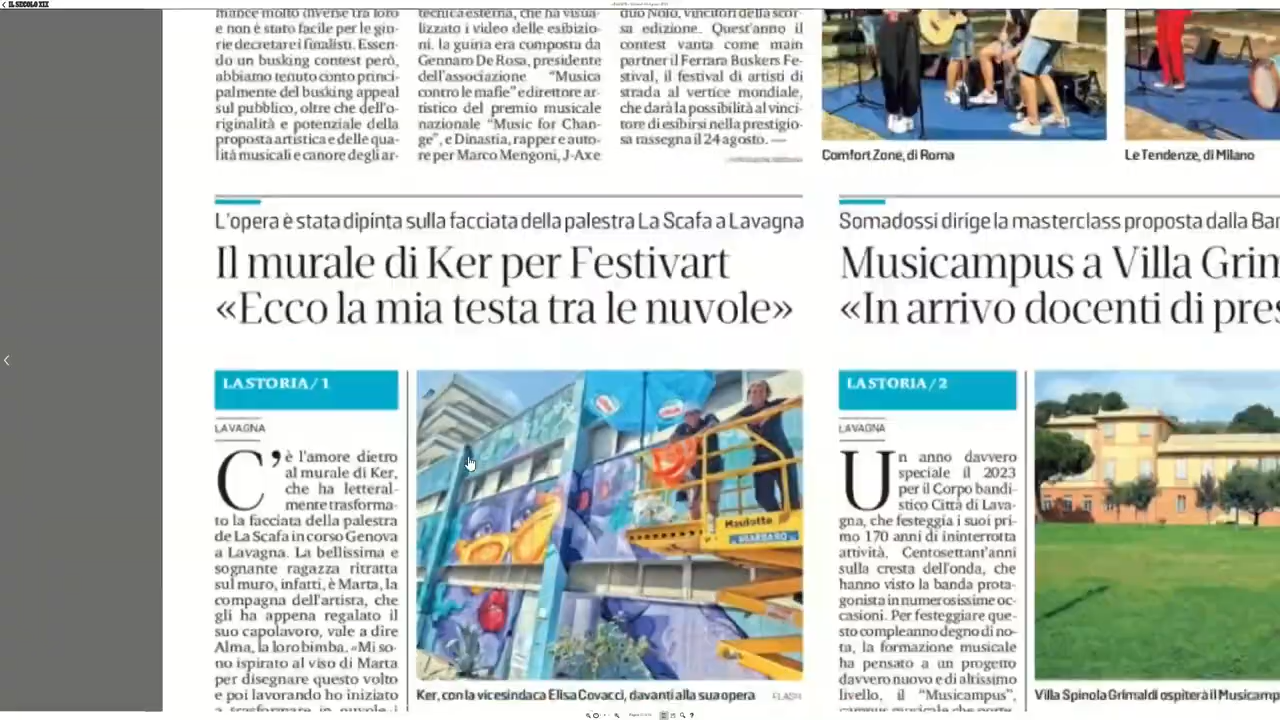 IL SECOLO XIX
mance molto diverse tra loro
e non è stato facile per le giu-
rie decretare i finalisti. Essen-
do un busking contest però,
abbiamo tenuto conto princi-
palmente del busking appeal
sul pubblico, oltre che dell'o-
riginalità e potenziale della
proposta artistica e delle qua-
lità musicali e canore degli ar-
tecnica esterna, che ha visua-
lizzato i video delle esibizio-
ni. la guiria era composta da
Gennaro De Rosa, presidente
dell'associazione "Musica
contro le mafie" e direttore ar-
tistico del premio musicale
nazionale "Music for Chan-
ge", e Dinastia, rapper e auto-
re per Marco Mengoni, J-Axe
duo Nolo, vincitori della scor-
sa edizione. Quest'anno il
contest vanta come main
partner il Ferrara Buskers Fe-
stival, il festival di artisti di
strada al vertice mondiale,
che darà la possibilità al vinci-
tore di esibirsi nella prestigio-
sa rassegna il 24 agosto. —
Comfort Zone, di Roma
Le Tendenze, di Milano
L'opera è stata dipinta sulla facciata della palestra La Scafa a Lavagna
Il murale di Ker per Festivart
«Ecco la mia testa tra le nuvole»
LA STORIA / 1
LAVAGNA
C'è l'amore dietro
al murale di Ker,
che ha letteral-
mente trasforma-
to la facciata della palestra
de La Scafa in corso Genova
a Lavagna. La bellissima e
sognante ragazza ritratta
sul muro, infatti, è Marta, la
compagna dell'artista, che
gli ha appena regalato il
suo capolavoro, vale a dire
Alma, la loro bimba. «Mi so-
no ispirato al viso di Marta
per disegnare questo volto
e poi lavorando ho iniziato
a trasformare in nuvole i
Haulotte
Ker, con la vicesindaca Elisa Covacci, davanti alla sua opera
FLASH
Somadossi dirige la masterclass proposta dalla Ban
Musicampus a Villa Grim
«In arrivo docenti di pres
LA STORIA / 2
LAVAGNA
Un anno davvero
speciale il 2023
per il Corpo bandi-
stico Città di Lava-
gna, che festeggia i suoi pri-
mo 170 anni di ininterrotta
attività. Centosettant'anni
sulla cresta dell'onda, che
hanno visto la banda prota-
gonista in numerosissime oc-
casioni. Per festeggiare que-
sto compleanno degno di no-
ta, la formazione musicale
ha pensato a un progetto
davvero nuovo e di altissimo
livello, il "Musicampus",
campus musicale che porte-
Villa Spinola Grimaldi ospiterà il Musicamp